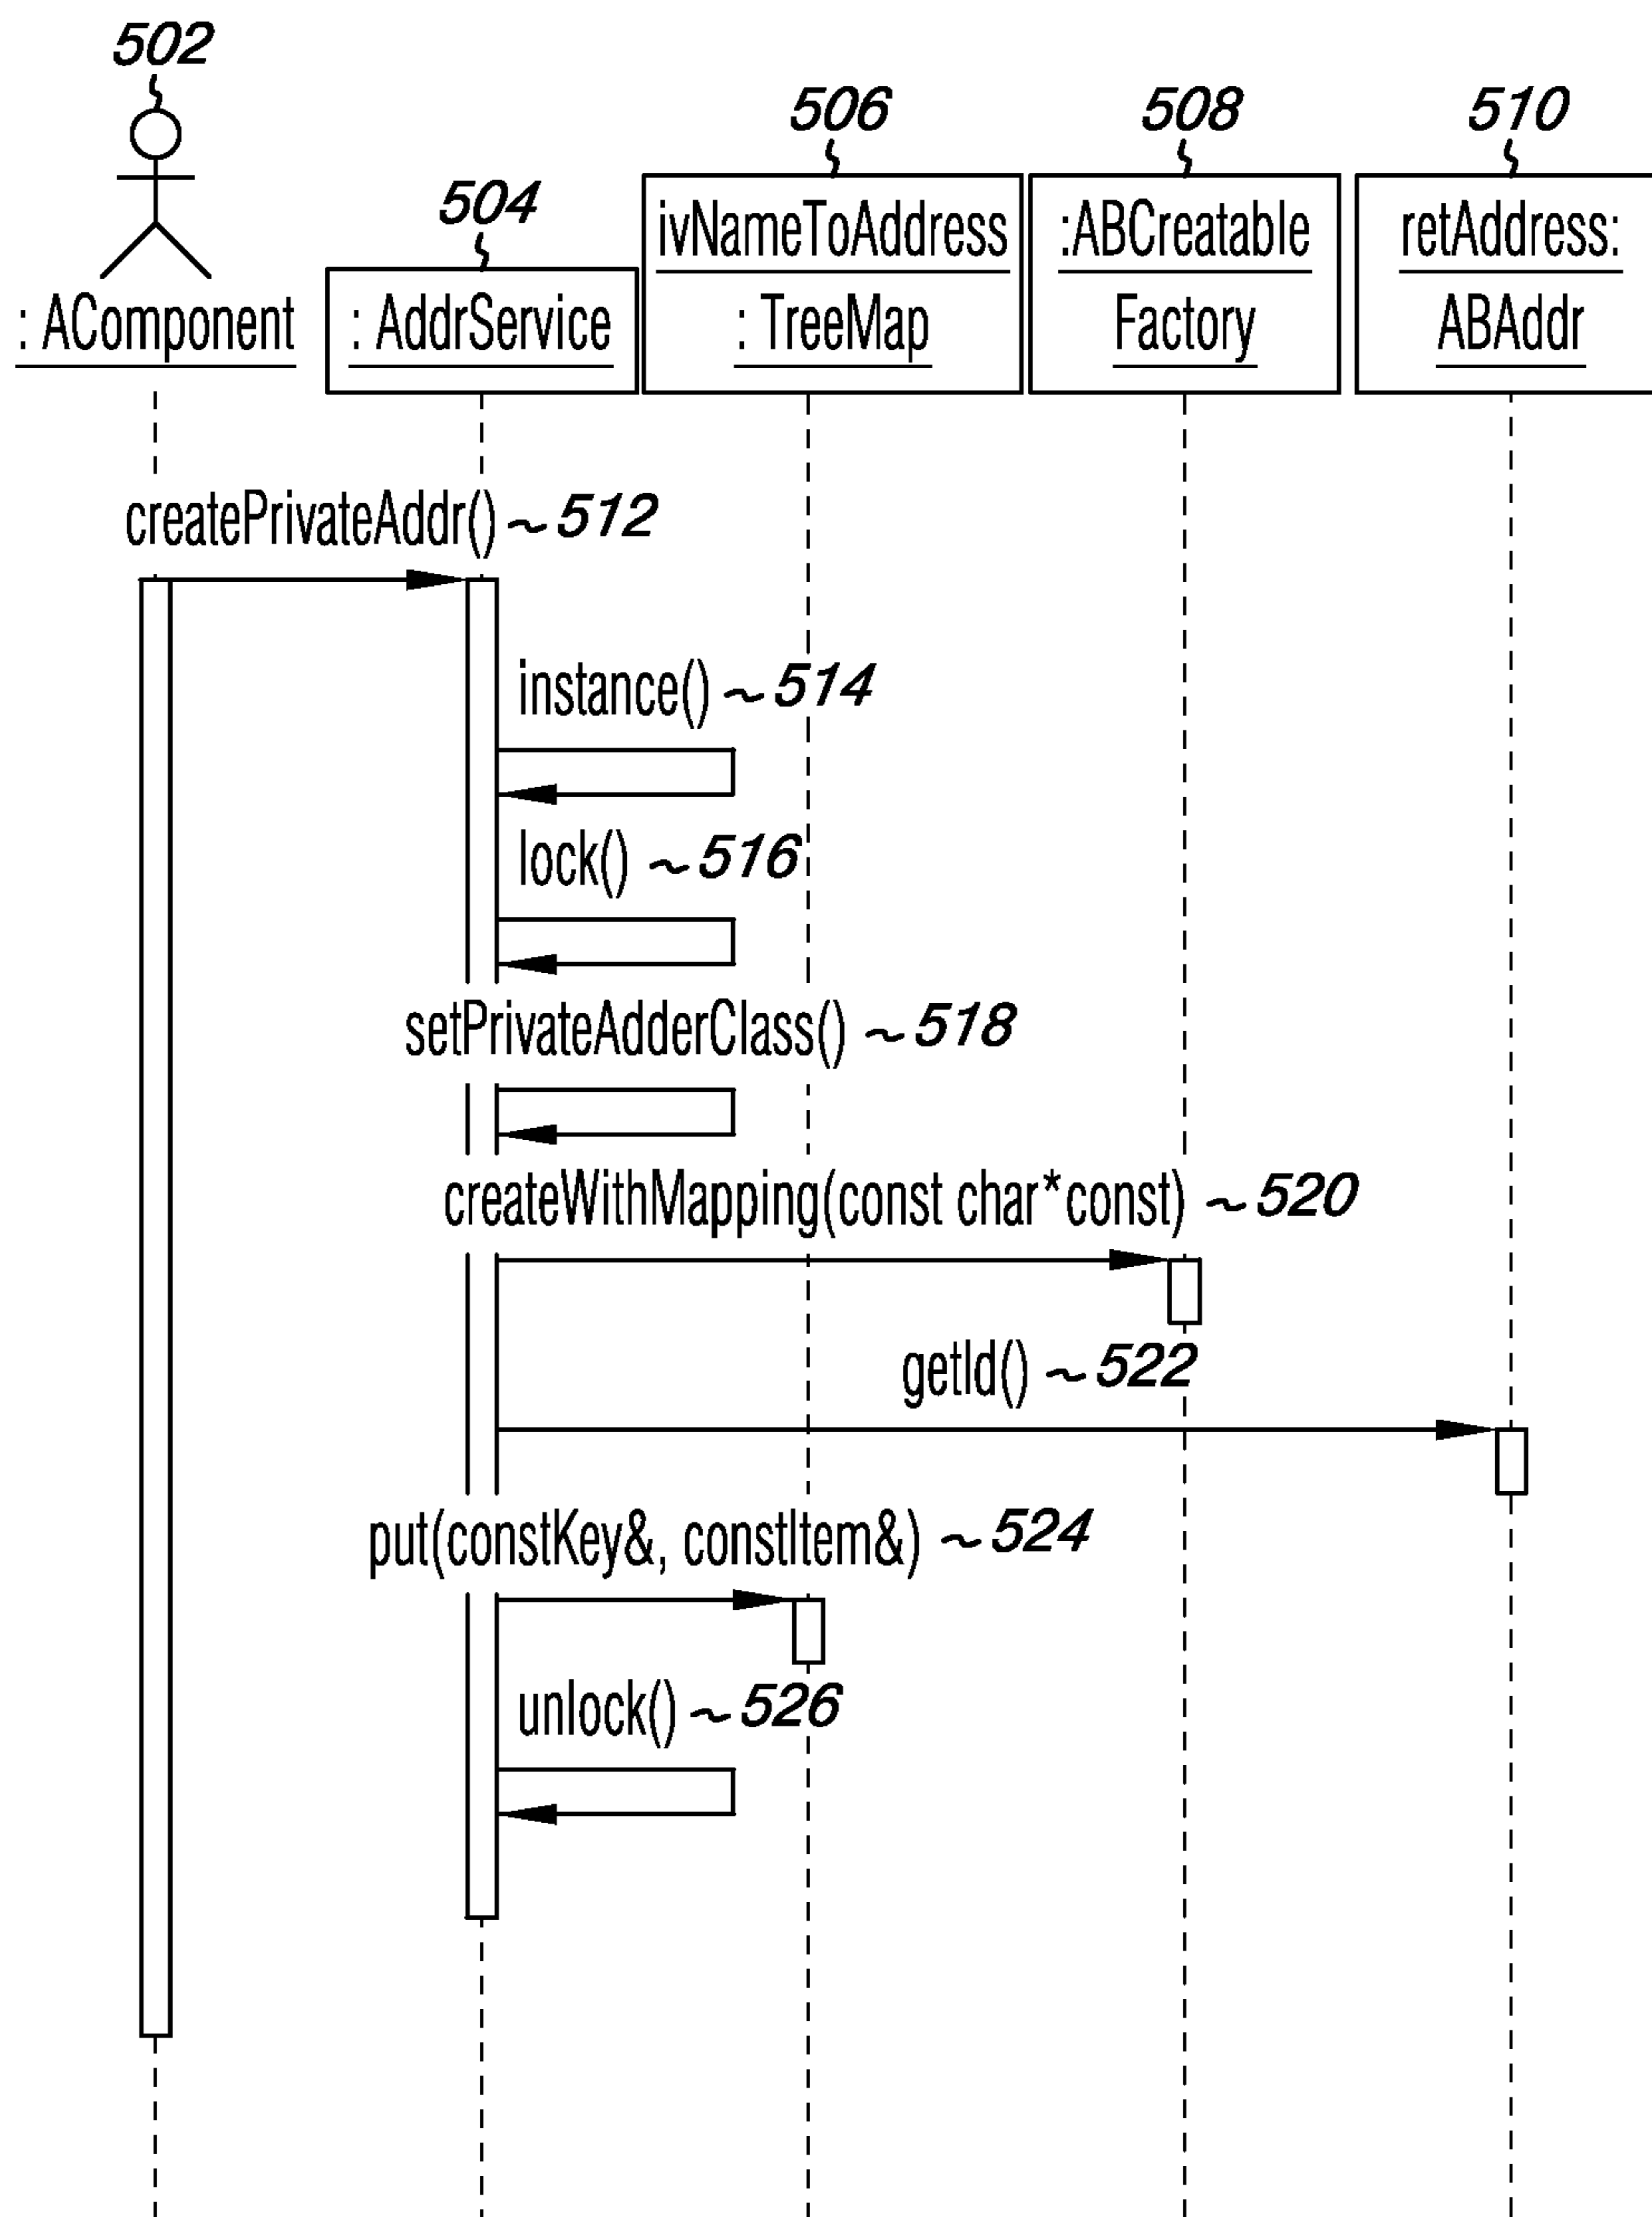 502
506 508 510
504
ivNameToAddress :ABCreatable retAddress:
: AComponent : AddrService : TreeMap Factory ABAddr
createPrivateAddr() ~ 512
instance() ~ 514
lock() ~ 516
setPrivateAdderClass() ~ 518
createWithMapping(const char*const) ~ 520
getId() ~ 522
put(constKey&, constItem&) ~ 524
unlock() ~ 526